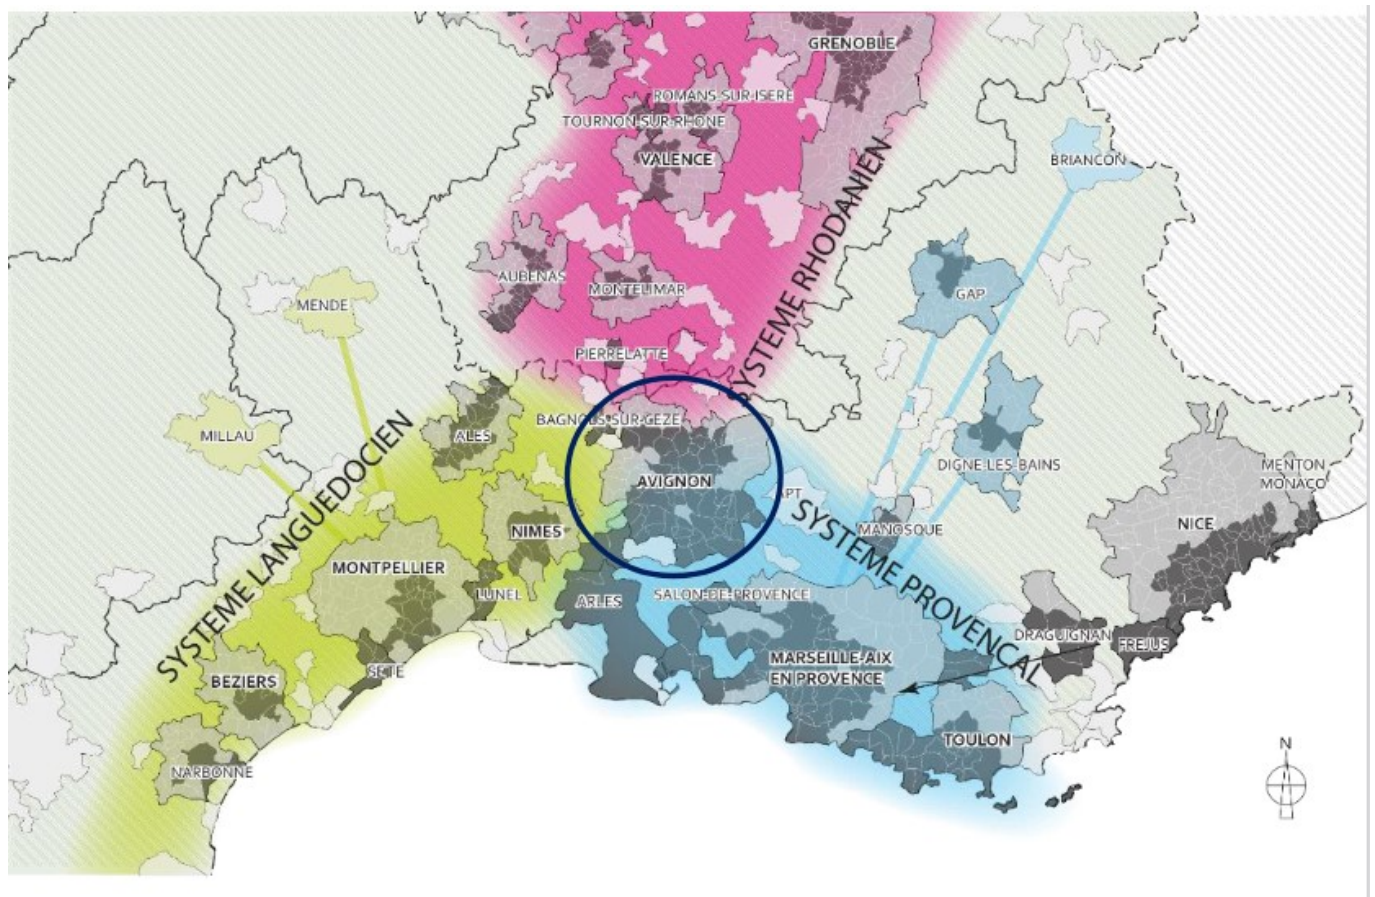 GRENOBLE
ROMANS-SUR-ISERE
TOURNON-SUR-RHONE
VALENCE
BRIANCON
SYSTEME RHODANIEN
AUBENAS
MONTELIMAR
GAP
MENDE
PIERRELATTE
BAGNOLS-SUR-CEZE
MILLAU
ALES
SYSTEME LANGUEDOCIEN
DIGNE-LES-BAINS
MENTON
MONACO
AVIGNON
APT
SYSTEME PROVENCAL
NICE
NIMES
MANOSQUE
MONTPELLIER
LUNEL
ARLES
SALON-DE-PROVENCE
DRAGUIGNAN
FREJUS
MARSEILLE-AIX
EN PROVENCE
SETE
BEZIERS
TOULON
NARBONNE
N